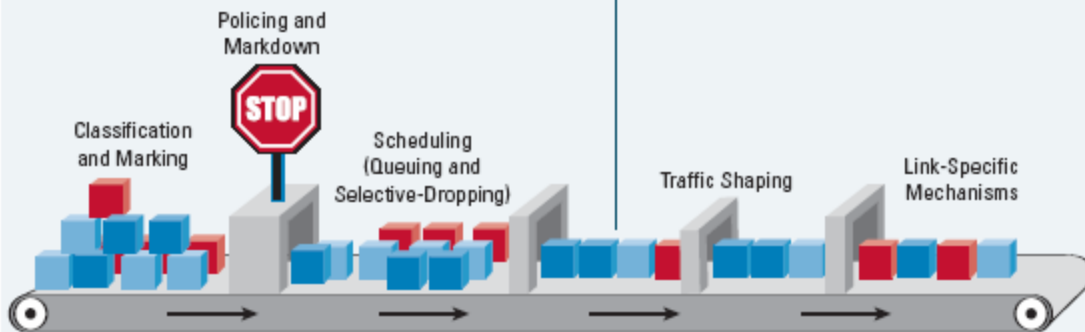 Policing and
Markdown
STOP
Classification
and Marking
Scheduling
(Queuing and
Selective-Dropping)
Traffic Shaping
Link-Specific
Mechanisms